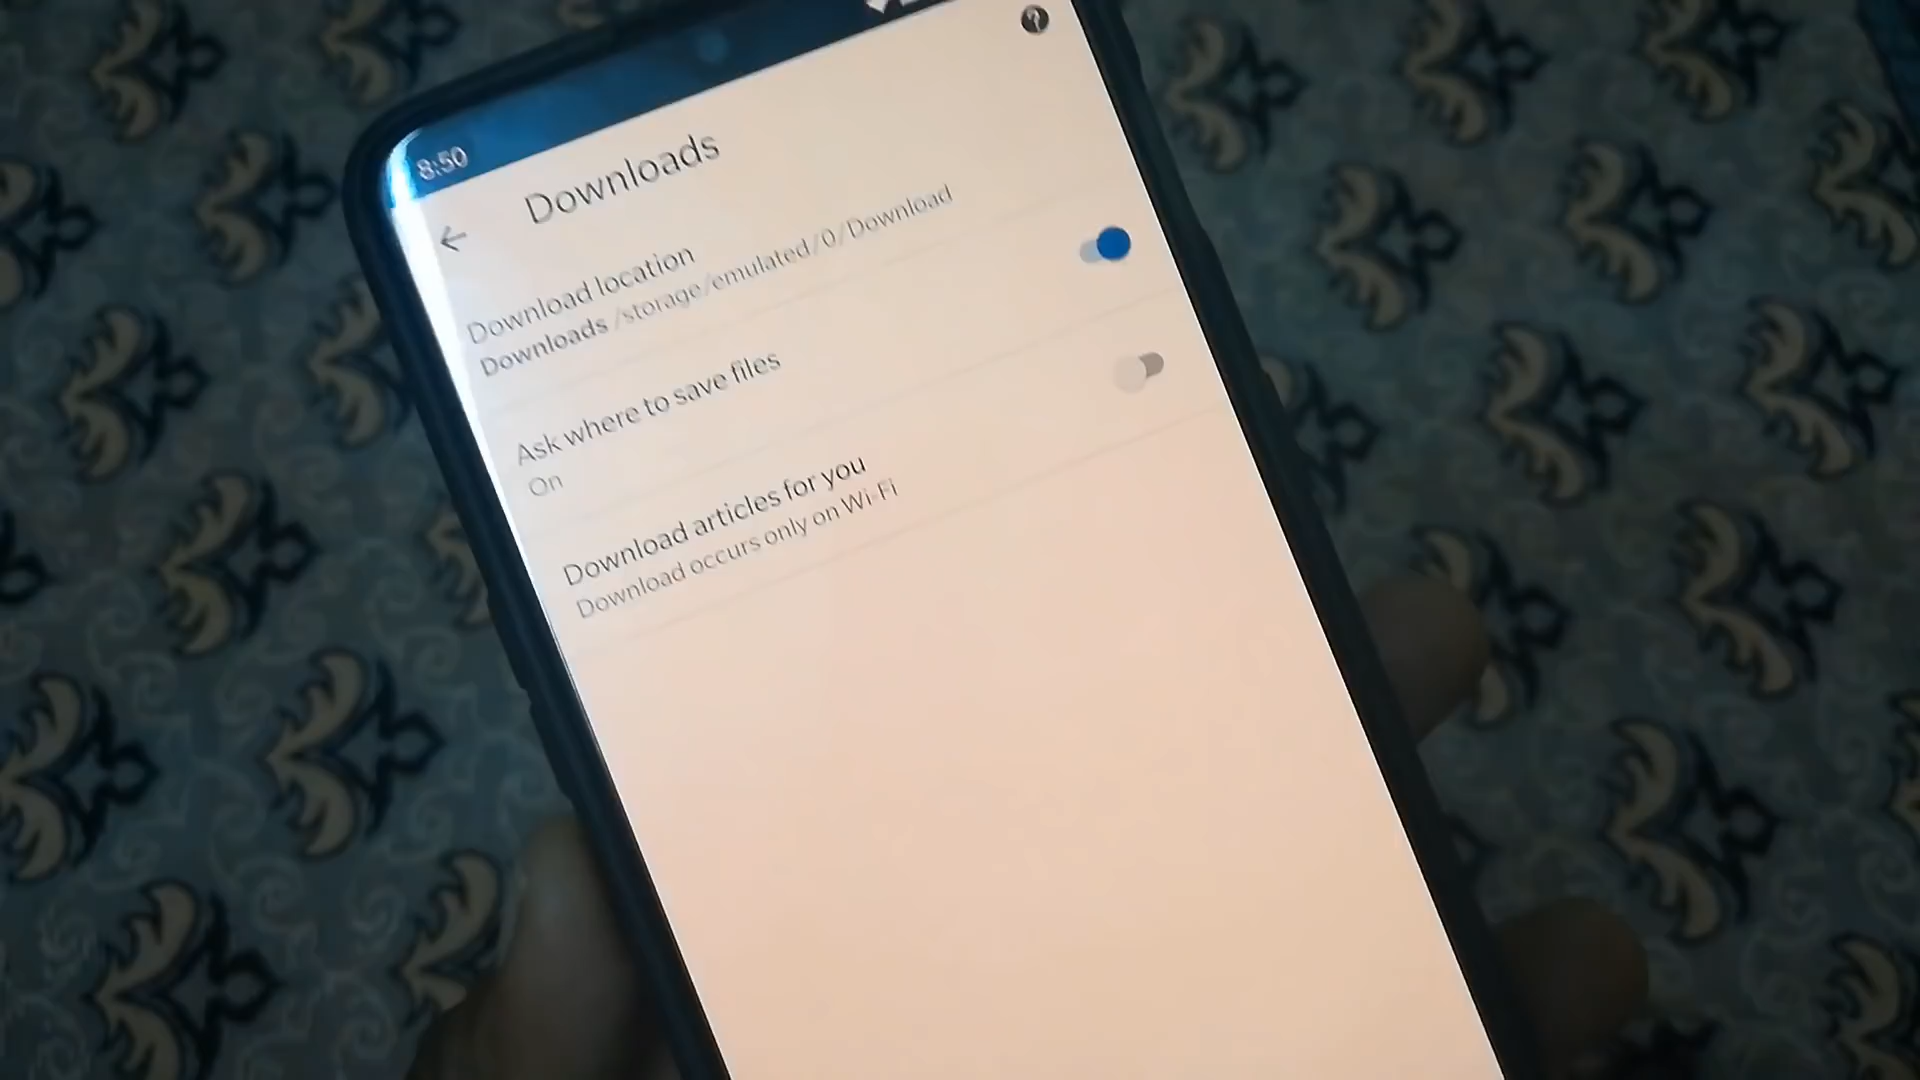 8:50
Downloads
Download location
Downloads /storage/emulated/0/Download
Ask where to save files
On
Download articles for you
Download occurs only on Wi-Fi